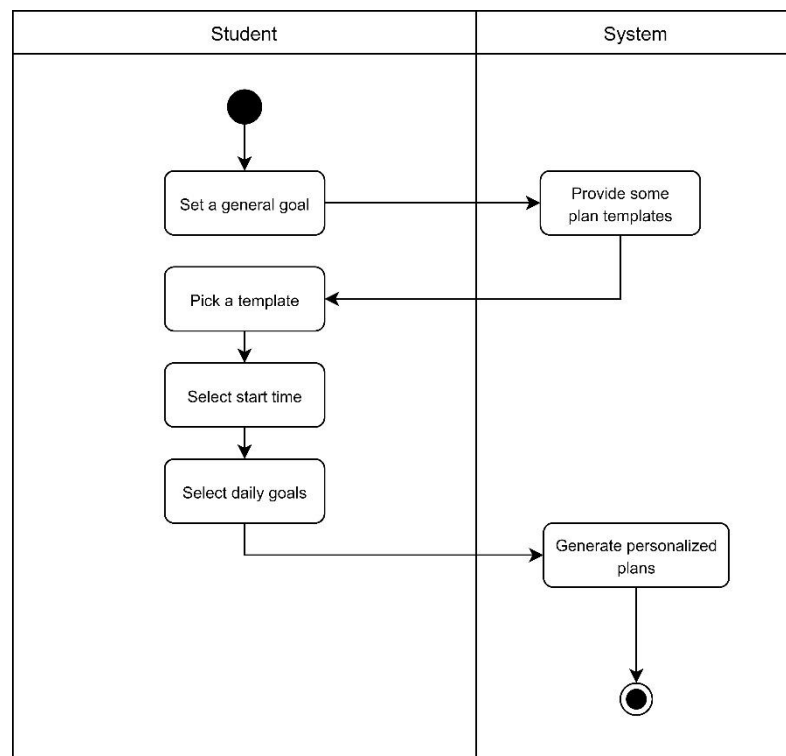 Student
System
Set a general goal
Provide some
plan templates
Pick a template
Select start time
Select daily goals
Generate personalized
plans